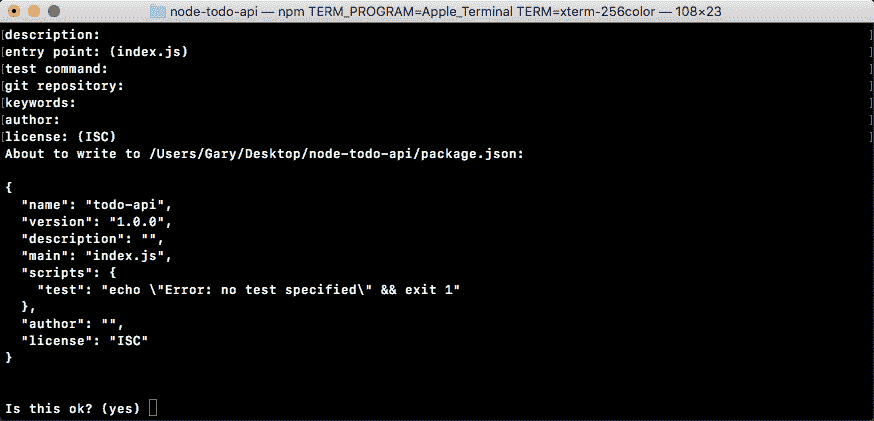 node-todo-api — npm TERM_PROGRAM=Apple_Terminal TERM=xterm-256color — 108×23
[description: ]
[entry point: (index.js) ]
[test command: ]
[git repository: ]
[keywords: ]
[author: ]
[license: (ISC) ]
About to write to /Users/Gary/Desktop/node-todo-api/package.json:
{
"name": "todo-api",
"version": "1.0.0",
"description": "",
"main": "index.js",
"scripts": {
"test": "echo \"Error: no test specified\" && exit 1"
},
"author": "",
"license": "ISC"
}
Is this ok? (yes)